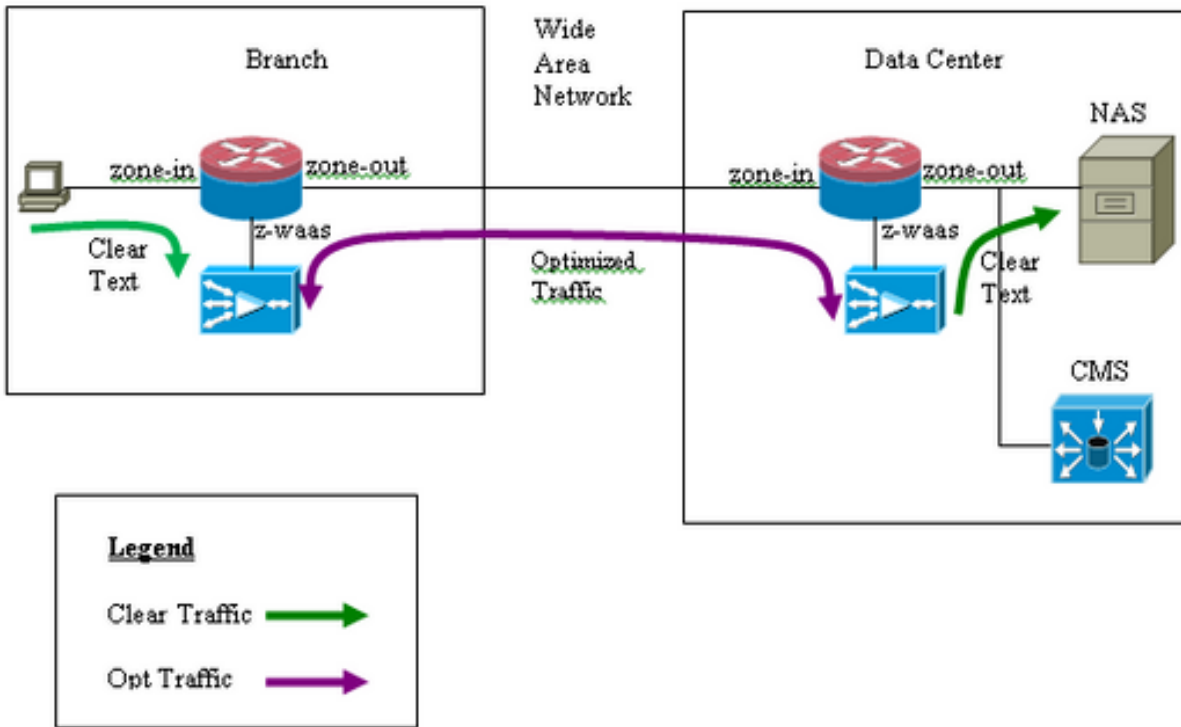 Branch
Wide
Area
Network
Data Center
NAS
zone-in
zone-out
zone-in
zone-out
z-waas
z-waas
Clear
Text
Optimized
Traffic
Clear
Text
CMS
Legend
Clear Traffic
Opt Traffic